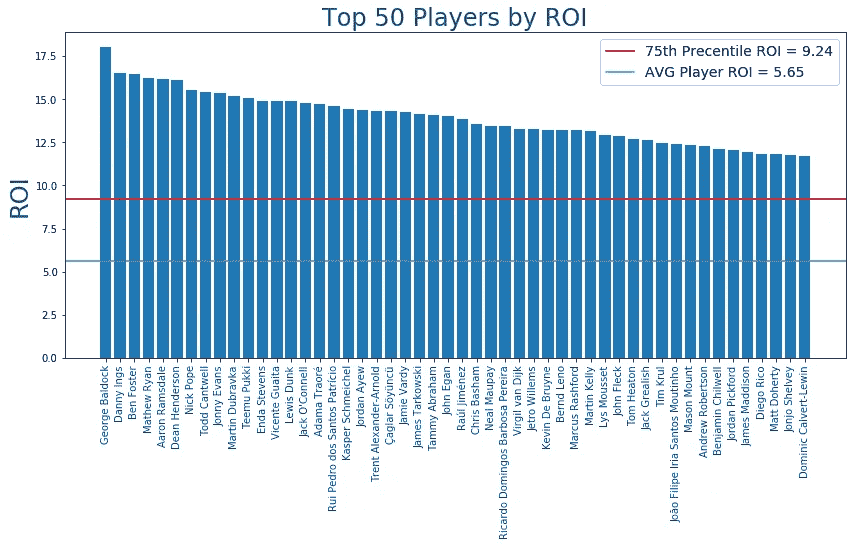 Top 50 Players by ROI
75th Precentile ROI = 9.24
AVG Player ROI = 5.65
ROI
17.5
15.0
12.5
10.0
7.5
5.0
2.5
0.0
George Baldock
Danny Ings
Ben Foster
Mathew Ryan
Aaron Ramsdale
Dean Henderson
Nick Pope
Todd Cantwell
Jonny Evans
Martin Dubravka
Teemu Pukki
Enda Stevens
Vicente Guaita
Lewis Dunk
Jack O'Connell
Adama Traoré
Rui Pedro dos Santos Patrício
Kasper Schmeichel
Jordan Ayew
Trent Alexander-Arnold
Çaglar Söyüncü
Jamie Vardy
James Tarkowski
Tammy Abraham
John Egan
Raúl Jiménez
Chris Basham
Neal Maupay
Ricardo Domingos Barbosa Pereira
Virgil van Dijk
Jetro Willems
Kevin De Bruyne
Bernd Leno
Marcus Rashford
Martin Kelly
Lys Mousset
John Fleck
Tom Heaton
Jack Grealish
Tim Krul
João Filipe Iria Santos Moutinho
Mason Mount
Andrew Robertson
Benjamin Chilwell
Jordan Pickford
James Maddison
Diego Rico
Matt Doherty
Jonjo Shelvey
Dominic Calvert-Lewin